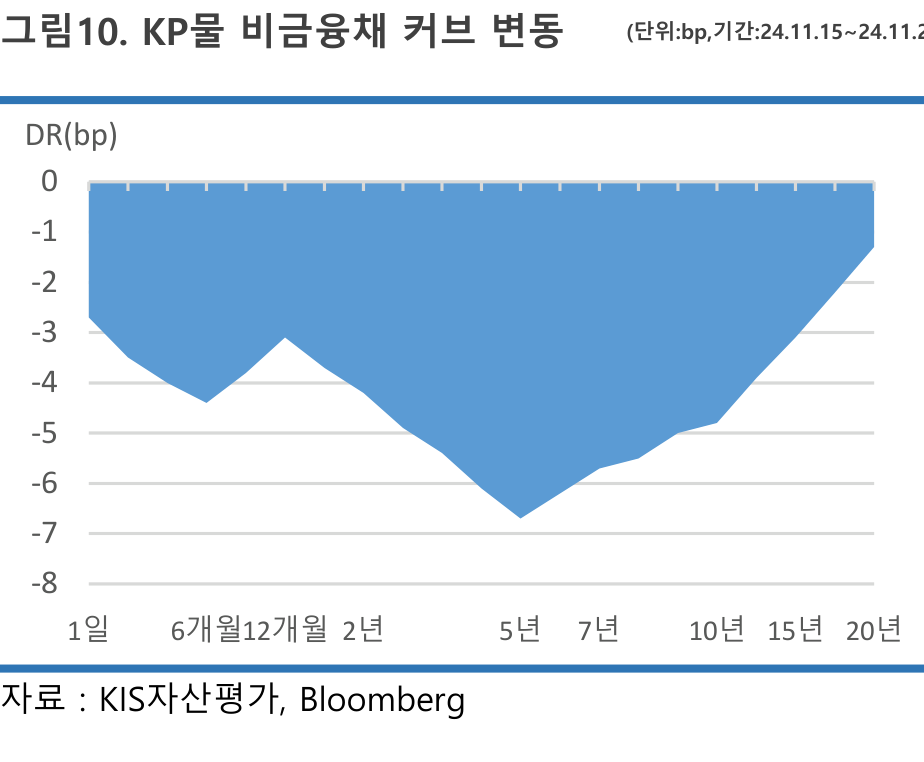 그림10. KP물 비금융채 커브 변동 (단위:bp,기간:24.11.15~24.11.2
DR(bp)
0
-1
-2
-3
-4
-5
-6
-7
-8
1일 6개월 12개월 2년 5년 7년 10년 15년 20년
자료 : KIS자산평가, Bloomberg